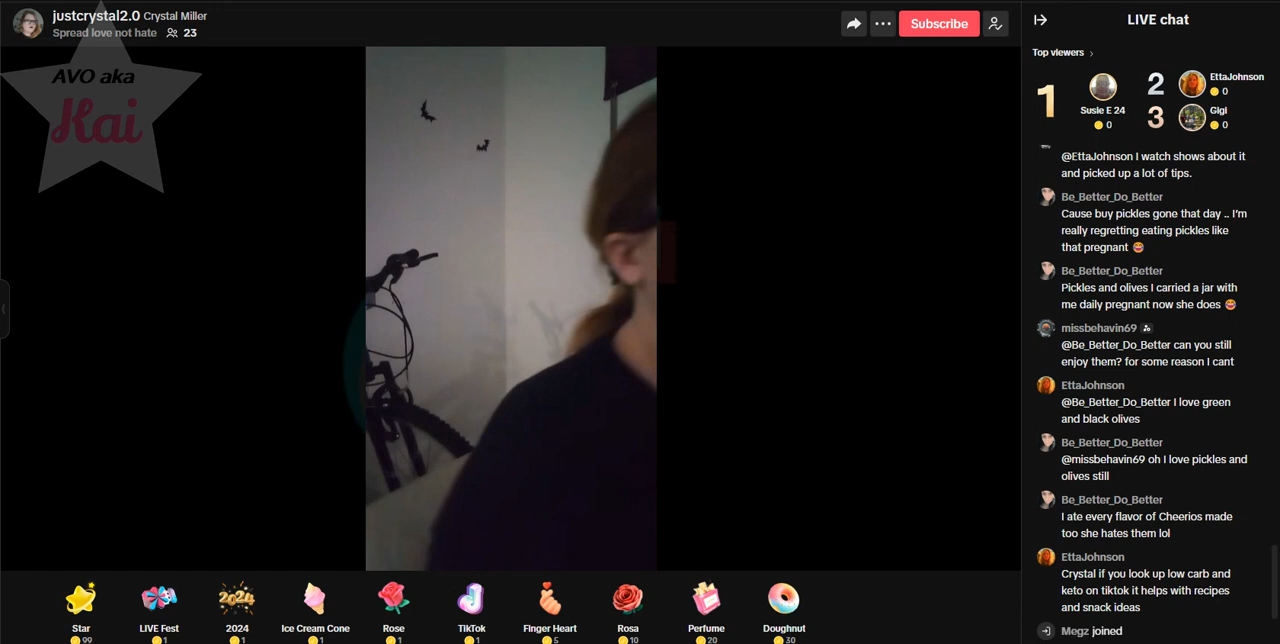 justcrystal2.0 Crystal Miller
Spread love not hate 23
Subscribe
AVO aka
Kai
LIVE chat
Top viewers
1
Susie E 24
0
2
EttaJohnson
0
3
Gigi
0
@EttaJohnson I watch shows about it
and picked up a lot of tips.
Be_Better_Do_Better
Cause buy pickles gone that day .. I'm
really regretting eating pickles like
that pregnant 😆
Be_Better_Do_Better
Pickles and olives I carried a jar with
me daily pregnant now she does 😆
missbehavin69
@Be_Better_Do_Better can you still
enjoy them? for some reason I cant
EttaJohnson
@Be_Better_Do_Better I love green
and black olives
Be_Better_Do_Better
@missbehavin69 oh I love pickles and
olives still
Be_Better_Do_Better
I ate every flavor of Cheerios made
too she hates them lol
EttaJohnson
Crystal if you look up low carb and
keto on tiktok it helps with recipes
and snack ideas
Megz joined
2024
Star
99
LIVE Fest
1
2024
1
Ice Cream Cone
1
Rose
1
TikTok
1
Finger Heart
5
Rosa
10
Perfume
20
Doughnut
30